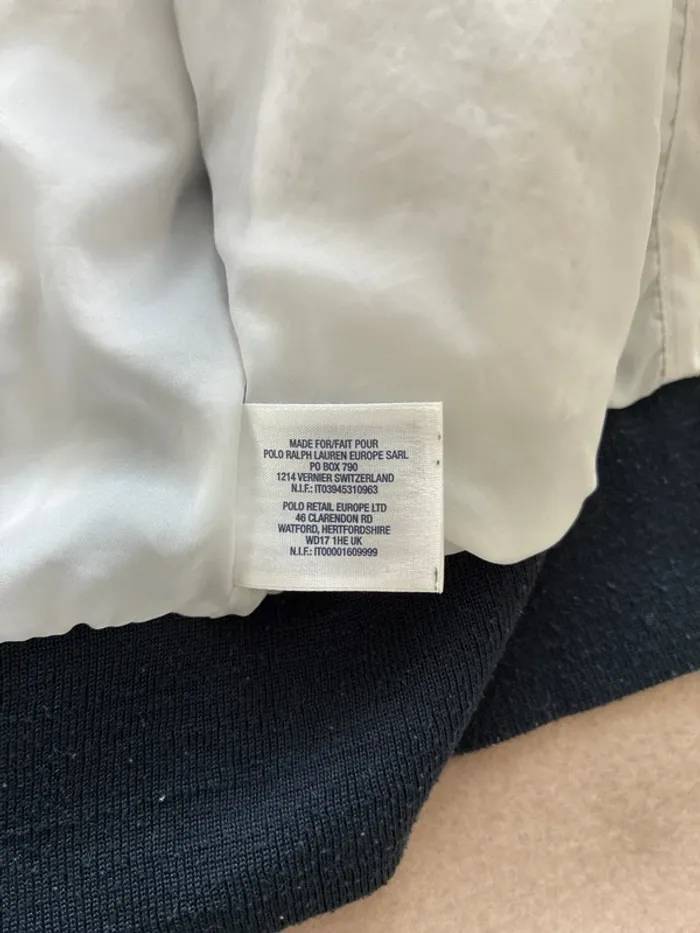 MADE FOR/FAIT POUR
POLO RALPH LAUREN EUROPE SARL
PO BOX 790
1214 VERNIER SWITZERLAND
N.I.F.: IT03945310963
POLO RETAIL EUROPE LTD
46 CLARENDON RD
WATFORD, HERTFORDSHIRE
WD17 1HE UK
N.I.F.: IT00001609999